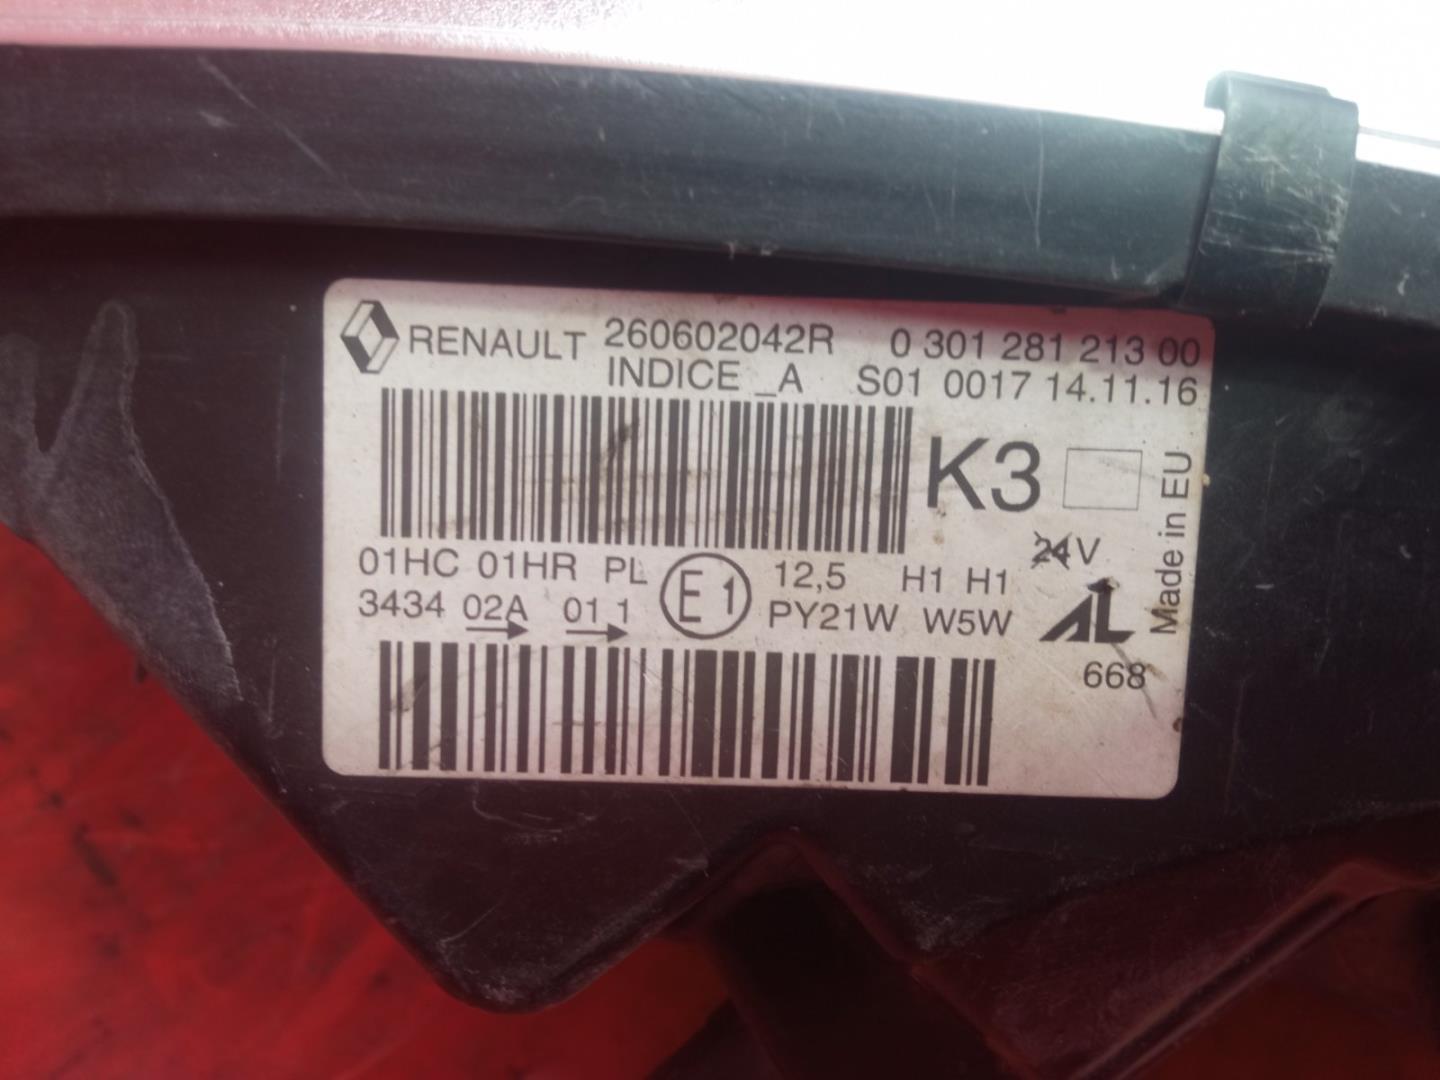 RENAULT 260602042R 0 301 281 213 00
INDICE _A S01 0017 14.11.16
K3
Made in EU
24V
01HC 01HR PL E1 12,5 H1 H1
3434 02A 01 1 PY21W W5W AL
668